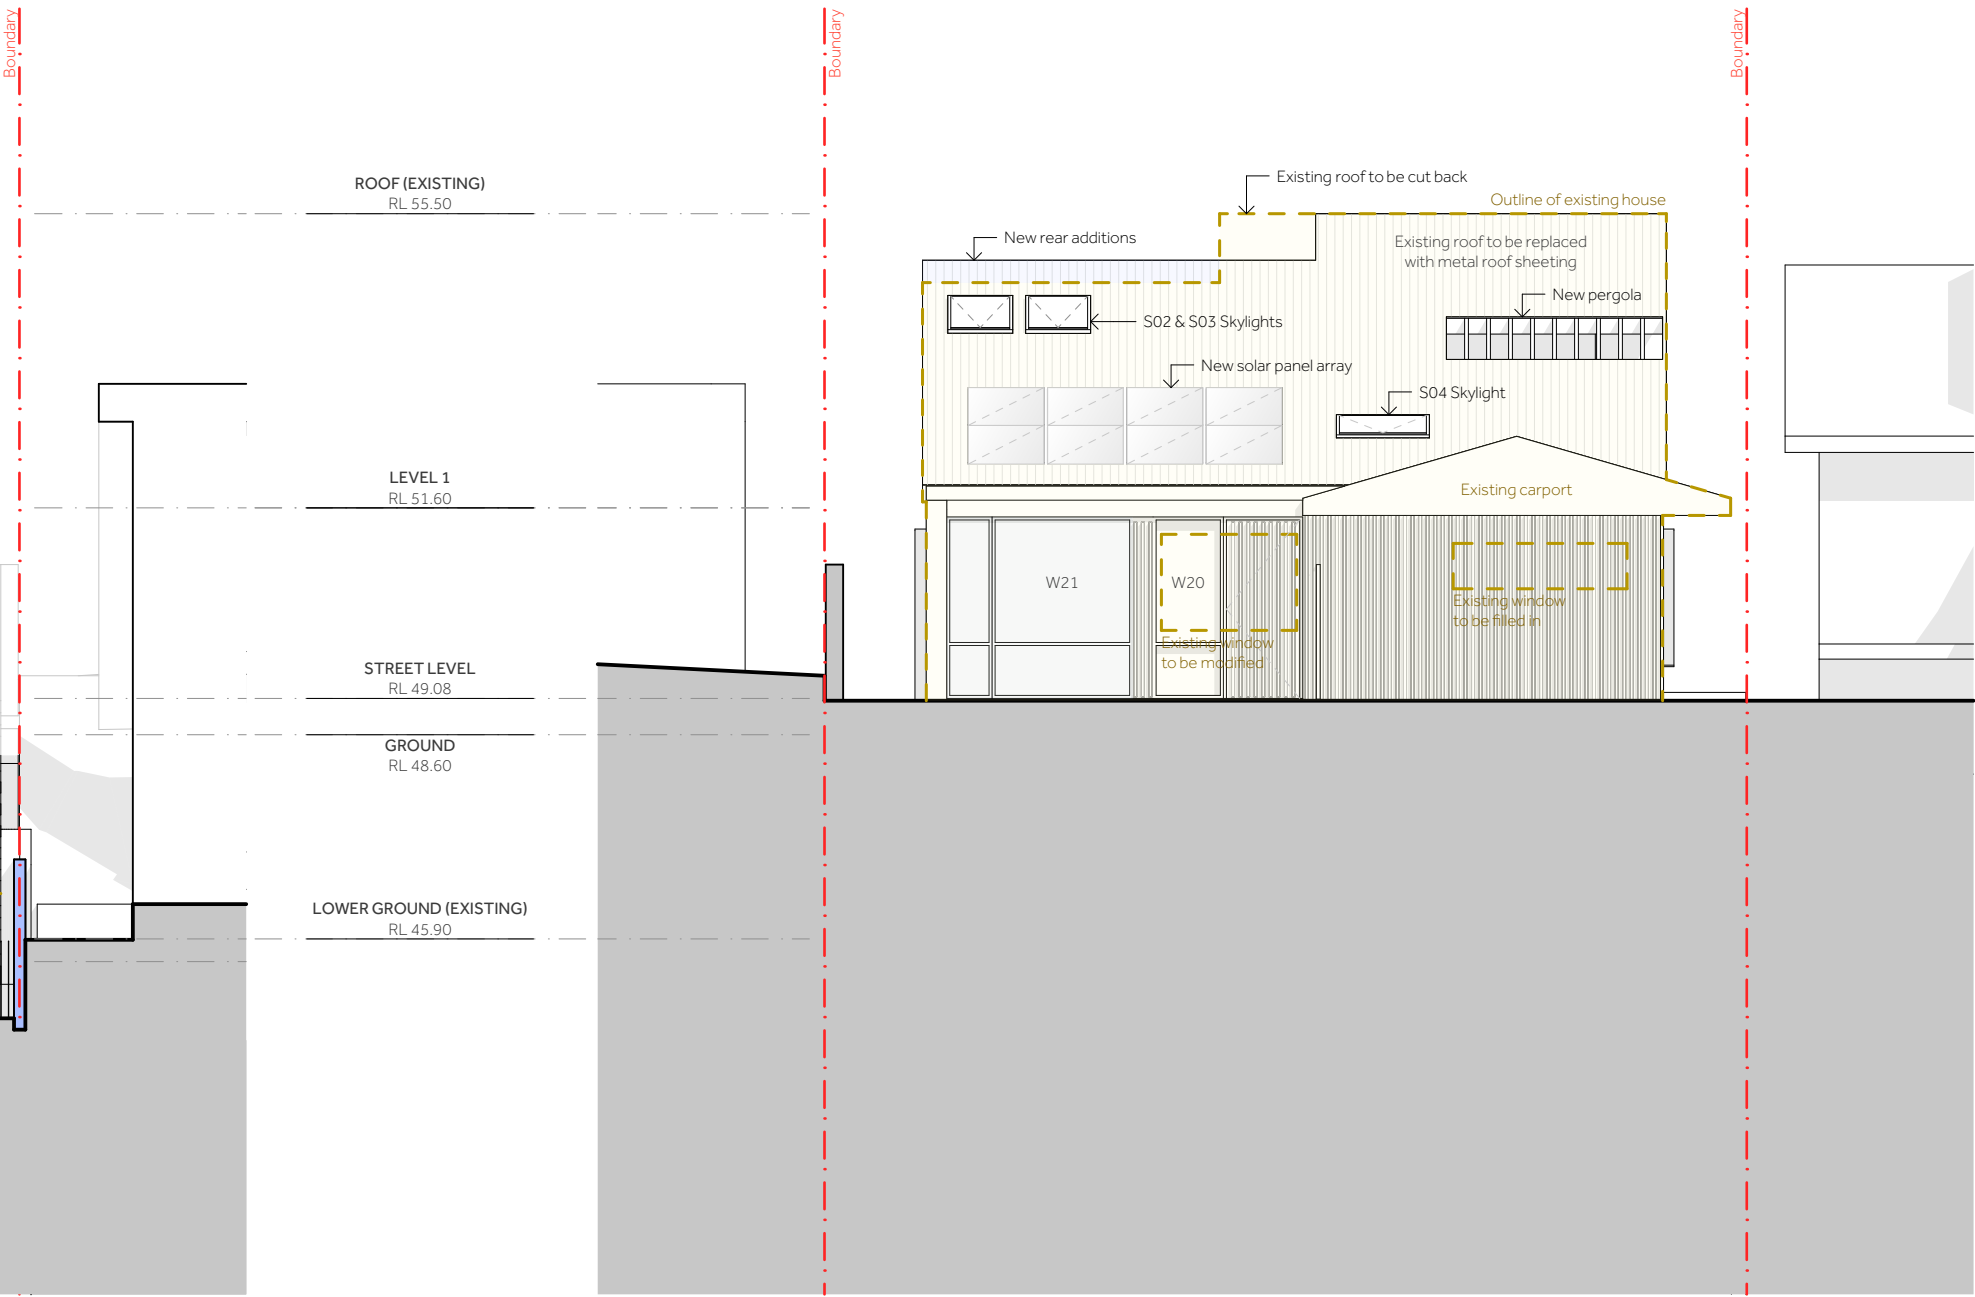 Boundary
Boundary
Boundary
ROOF (EXISTING)
RL 55.50
LEVEL 1
RL 51.60
STREET LEVEL
RL 49.08
GROUND
RL 48.60
LOWER GROUND (EXISTING)
RL 45.90
Existing roof to be cut back
Outline of existing house
New rear additions
Existing roof to be replaced
with metal roof sheeting
New pergola
S02 & S03 Skylights
New solar panel array
S04 Skylight
Existing carport
W21
W20
Existing window
to be modified
Existing window
to be filled in